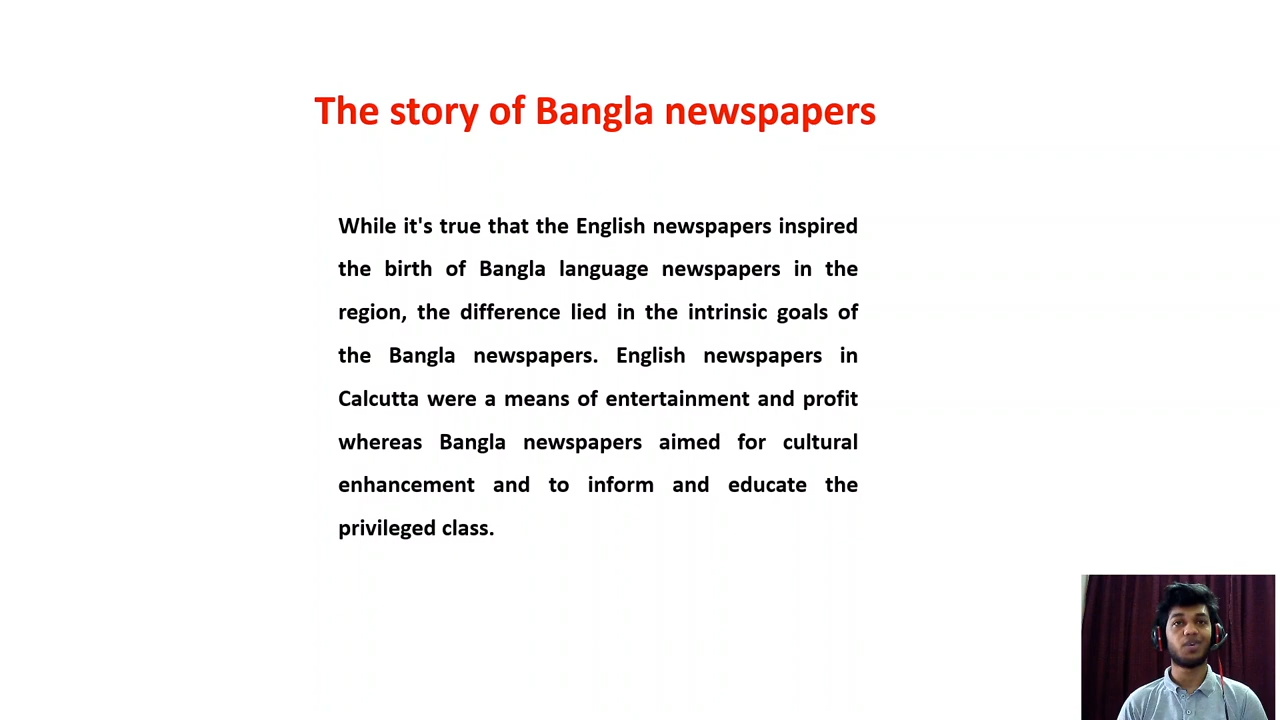 The story of Bangla newspapers
While it's true that the English newspapers inspired
the birth of Bangla language newspapers in the
region, the difference lied in the intrinsic goals of
the Bangla newspapers. English newspapers in
Calcutta were a means of entertainment and profit
whereas Bangla newspapers aimed for cultural
enhancement and to inform and educate the
privileged class.